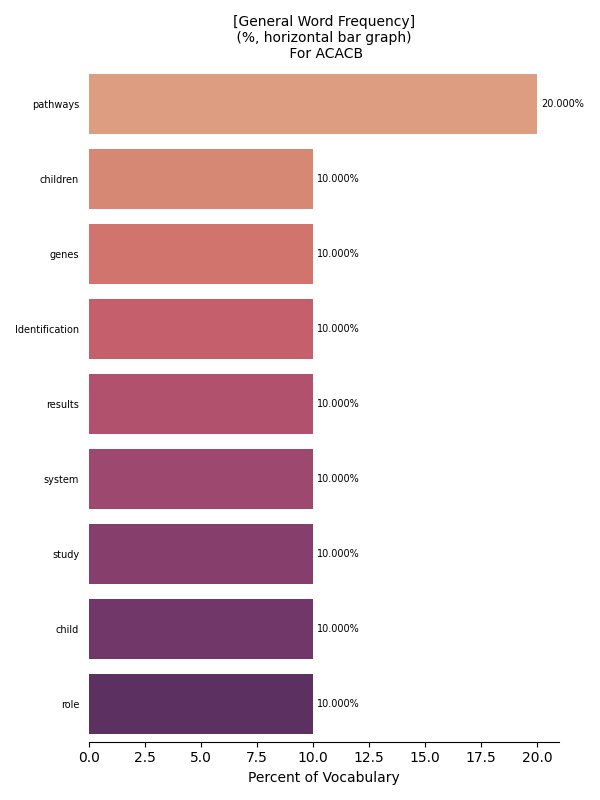 [General Word Frequency]
(%, horizontal bar graph)
For ACACB
pathways 20.000%
children 10.000%
genes 10.000%
Identification 10.000%
results 10.000%
system 10.000%
study 10.000%
child 10.000%
role 10.000%
0.0 2.5 5.0 7.5 10.0 12.5 15.0 17.5 20.0
Percent of Vocabulary